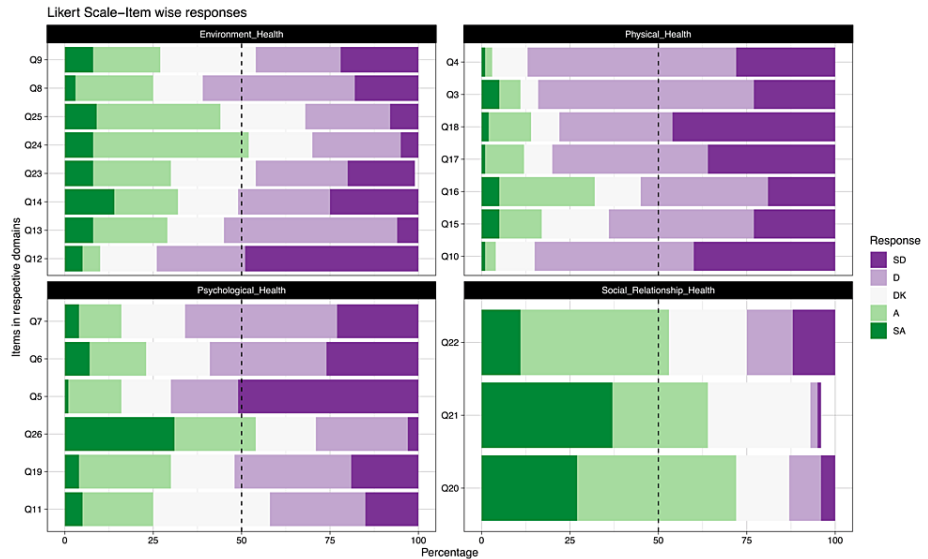 Likert Scale−Item wise responses
Environment_Health
Physical_Health
Q9
Q8
Q25
Q24
Q23
Q14
Q13
Q12
Q4
Q3
Q18
Q17
Q16
Q15
Q10
Items in respective domains
Response
SD
D
DK
A
SA
Psychological_Health
Social_Relationship_Health
Q7
Q6
Q5
Q26
Q19
Q11
Q22
Q21
Q20
0 25 50 75 100
0 25 50 75 100
Percentage